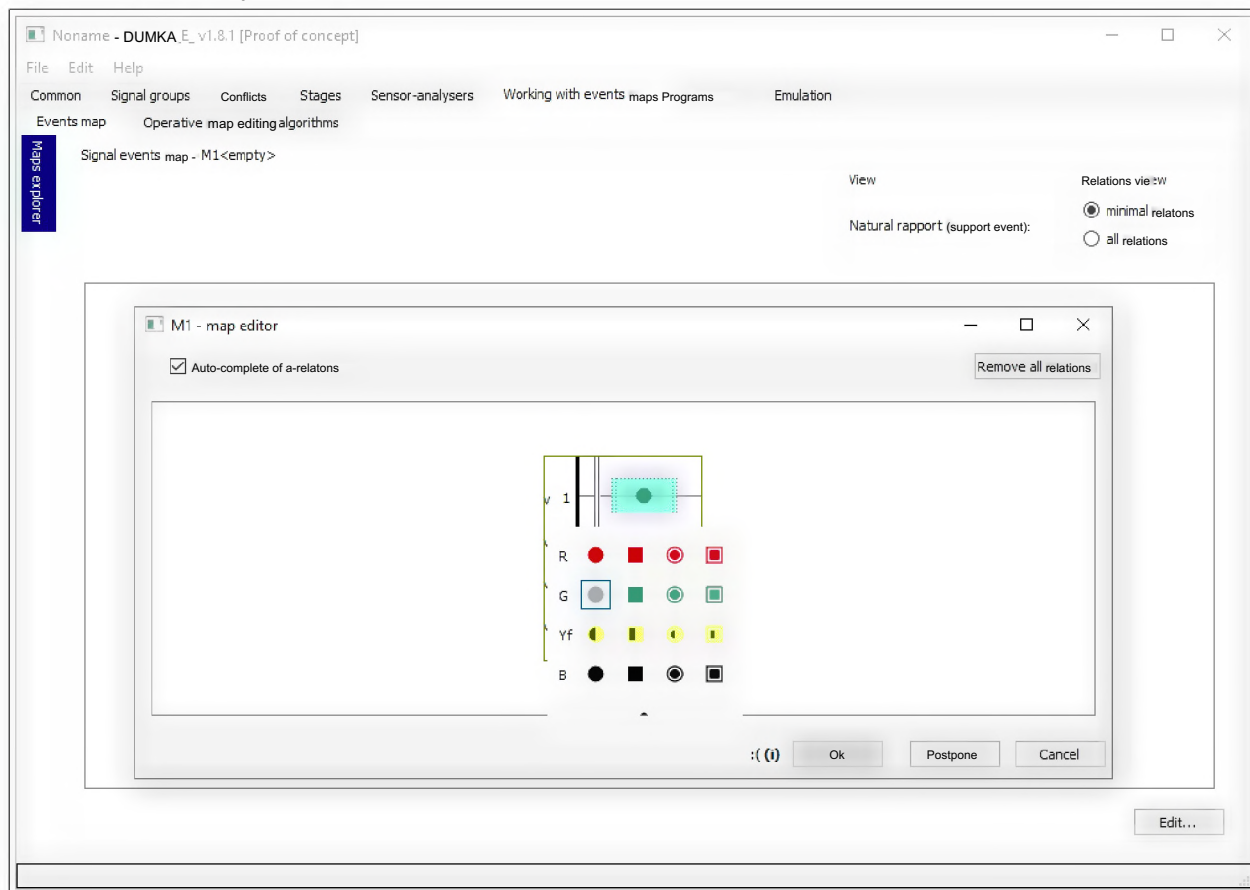 Noname - DUMKA_E_ v1.8.1 [Proof of concept]
File Edit Help
Common Signal groups Conflicts Stages Sensor-analysers Working with events maps Programs Emulation
Events map Operative map editing algorithms
Maps explorer
Signal events map - M1<empty>
View
Natural rapport (support event):
Relations view
minimal relatons
all relations
M1 - map editor
Auto-complete of a-relatons
Remove all relations
1
R
G
Yf
B
:( (i) Ok Postpone Cancel
Edit...